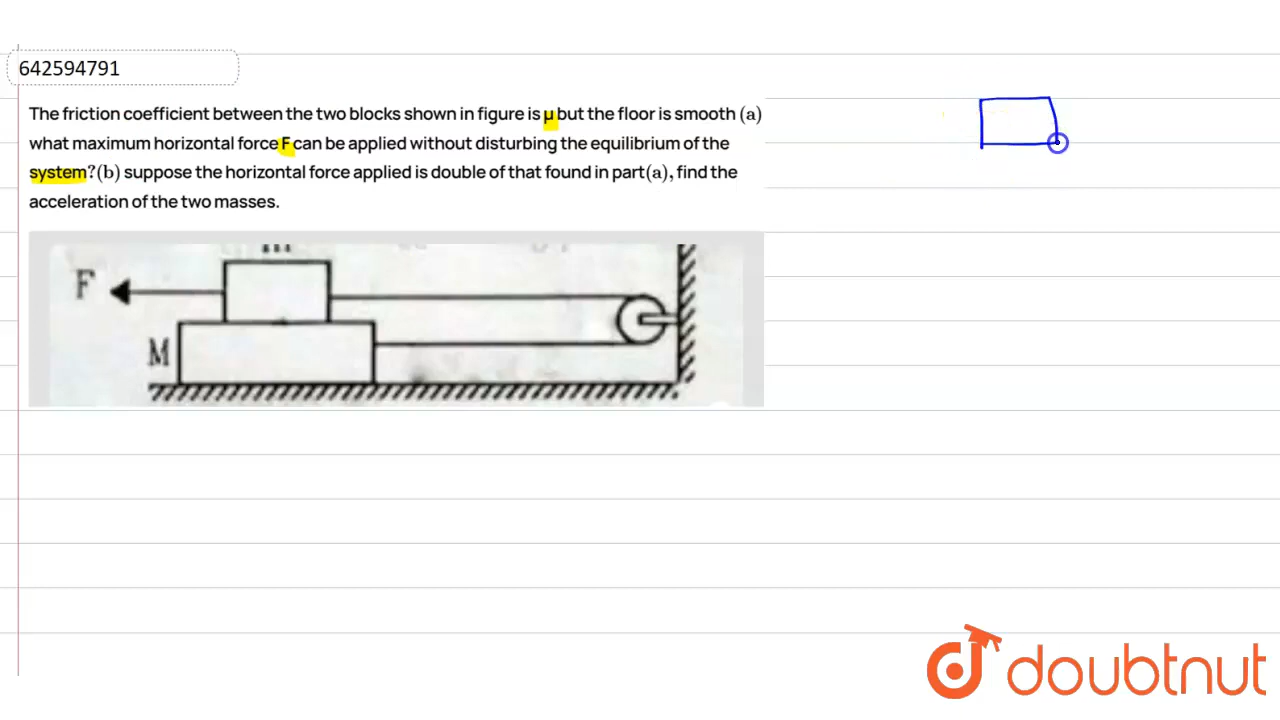 642594791
The friction coefficient between the two blocks shown in figure is µ but the floor is smooth (a)
what maximum horizontal force F can be applied without disturbing the equilibrium of the
system?(b) suppose the horizontal force applied is double of that found in part(a), find the
acceleration of the two masses.
m
F
M
doubtnut